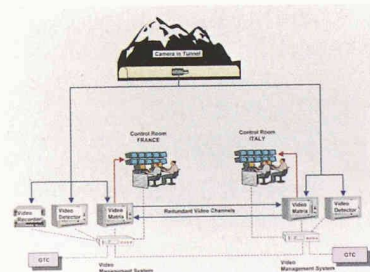 Camera in Tunnel
Control Room
FRANCE
Control Room
ITALY
Video
Recorder
Video
Detector
Video
Matrix
Redundant Video Channels
Video
Matrix
Video
Detector
GTC
Video
Management System
Video
Management System
GTC